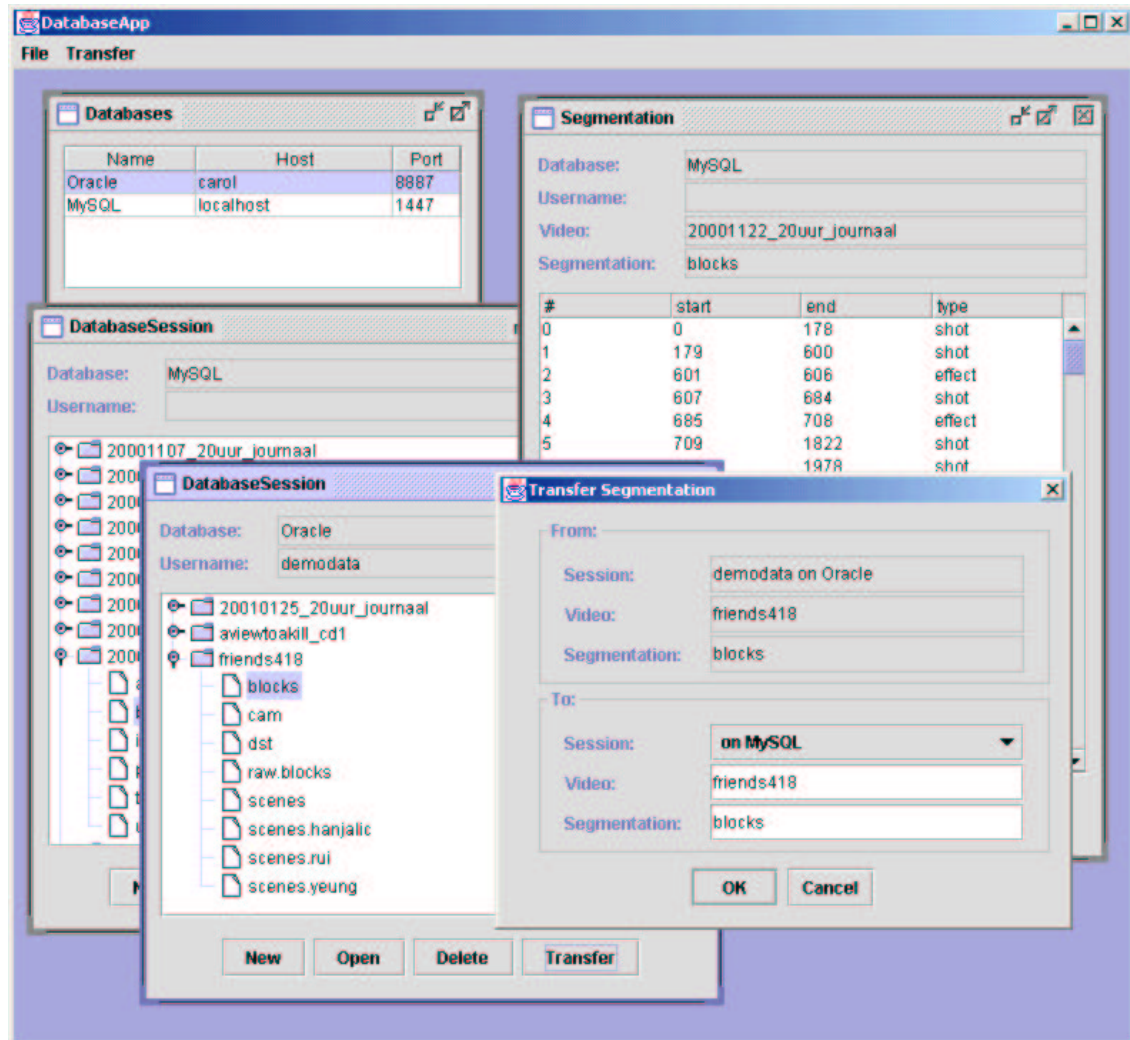 DatabaseApp
File Transfer
Databases
Name Host Port
Oracle carol 8887
MySQL localhost 1447
Segmentation
Database: MySQL
Username:
Video: 20001122_20uur_journaal
Segmentation: blocks
# start end type
0 0 178 shot
1 179 600 shot
2 601 606 effect
3 607 684 shot
4 685 708 effect
5 709 1822 shot
1978 shot
DatabaseSession
Database: MySQL
Username:
20001107_20uur_journaal
DatabaseSession
Database: Oracle
Username: demodata
20010125_20uur_journaal
aviewtoakill_cd1
friends418
blocks
cam
dst
raw.blocks
scenes
scenes.hanjalic
scenes.rui
scenes.yeung
New Open Delete Transfer
Transfer Segmentation
From:
Session: demodata on Oracle
Video: friends418
Segmentation: blocks
To:
Session: on MySQL
Video: friends418
Segmentation: blocks
OK Cancel